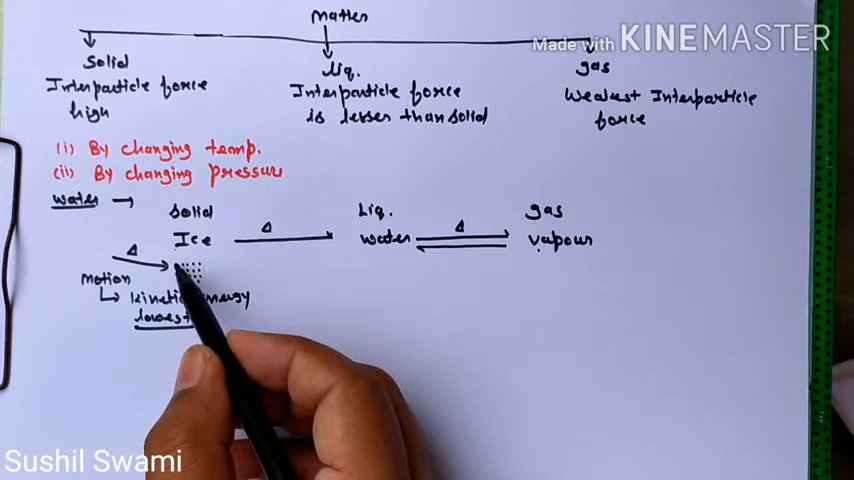 Matter
Made with KINEMASTER
Solid
Liq.
gas
Interparticle force
high
Interparticle force
is lesser than solid
Weakest Interparticle
force
(i) By changing temp.
(ii) By changing pressure
water →
Solid
Liq.
gas
Ice
Δ
water
Δ
vapour
Δ
motion
kinetic energy
lowest
Sushil Swami